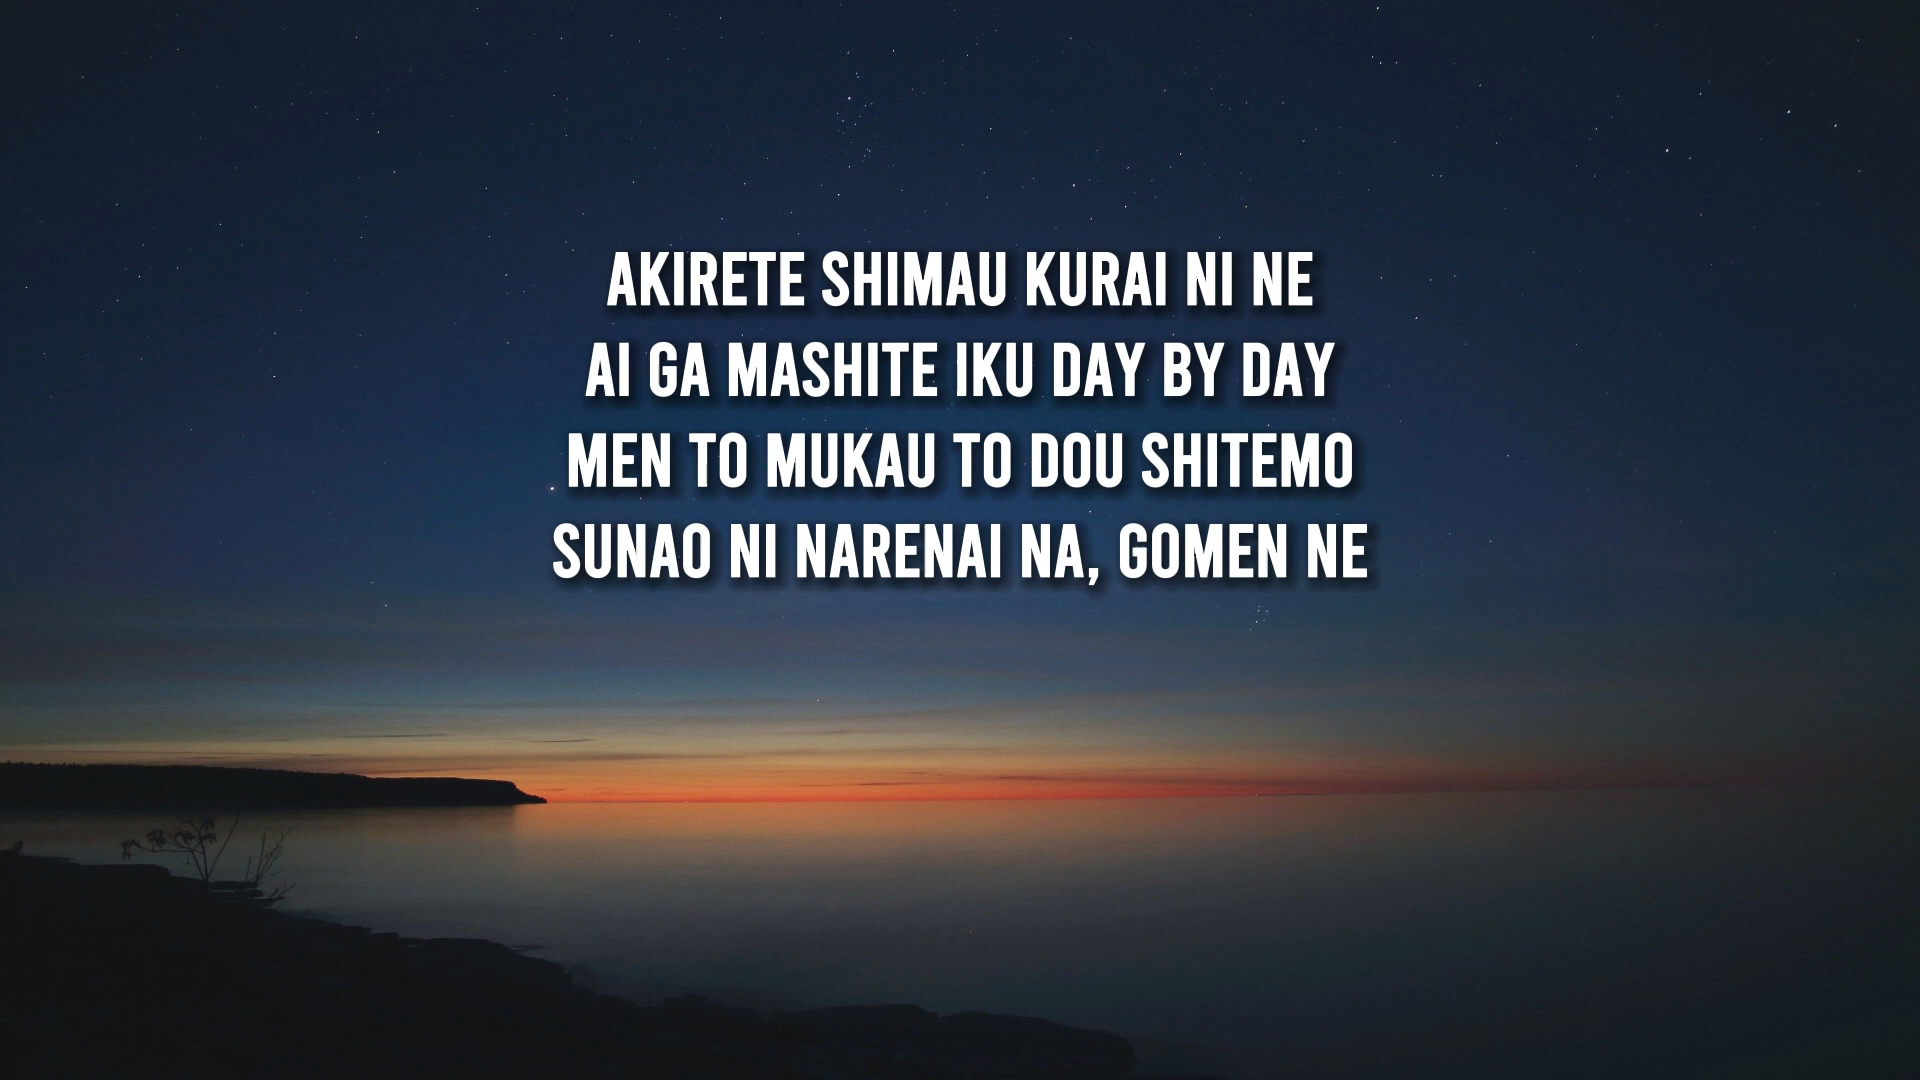 AKIRETE SHIMAU KURAI NI NE
AI GA MASHITE IKU DAY BY DAY
MEN TO MUKAU TO DOU SHITEMO
SUNAO NI NARENAI NA, GOMEN NE